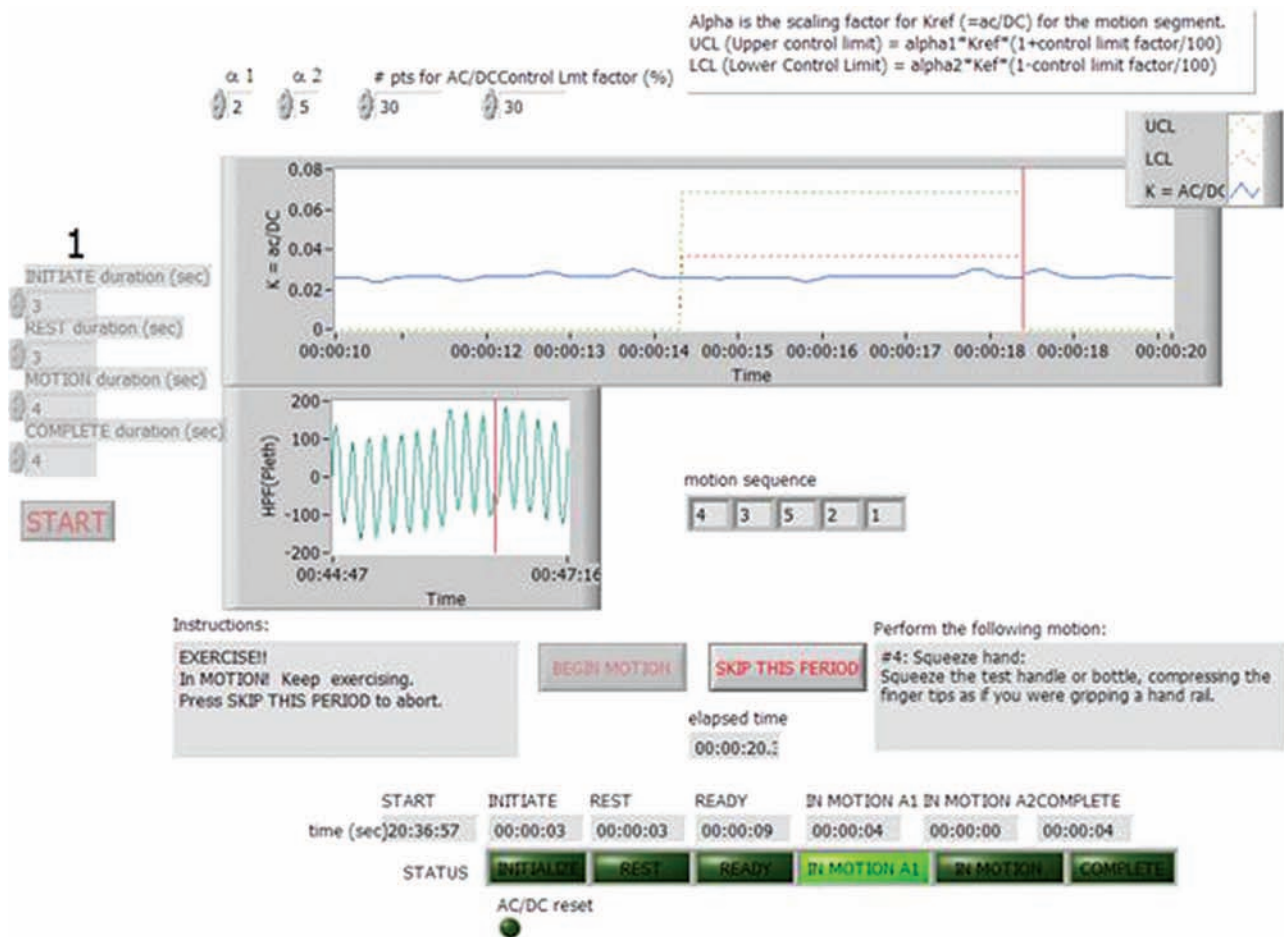 Alpha is the scaling factor for Kref (=ac/DC) for the motion segment.
UCL (Upper control limit) = alpha1*Kref*(1+control limit factor/100)
LCL (Lower Control Limit) = alpha2*Kef*(1-control limit factor/100)
α 1 α 2 # pts for AC/DCControl Lmt factor (%)
2 5 30 30
UCL
LCL
K = AC/DC
0.08
0.06
0.04
0.02
0
K = ac/DC
00:00:10 00:00:12 00:00:13 00:00:14 00:00:15 00:00:16 00:00:17 00:00:18 00:00:18 00:00:20
Time
1
INITIATE duration (sec)
3
REST duration (sec)
3
MOTION duration (sec)
4
COMPLETE duration (sec)
4
START
200
100
0
-100
-200
HPF(Pleth)
00:44:47 00:47:16
Time
motion sequence
4 3 5 2 1
Instructions:
EXERCISE!!
In MOTION! Keep exercising.
Press SKIP THIS PERIOD to abort.
BEGIN MOTION
SKIP THIS PERIOD
elapsed time
00:00:20.
Perform the following motion:
#4: Squeeze hand:
Squeeze the test handle or bottle, compressing the
finger tips as if you were gripping a hand rail.
START INITIATE REST READY IN MOTION A1 IN MOTION A2COMPLETE
time (sec) 20:36:57 00:00:03 00:00:03 00:00:09 00:00:04 00:00:00 00:00:04
STATUS INITIALIZE REST READY IN MOTION A1 IN MOTION COMPLETE
AC/DC reset